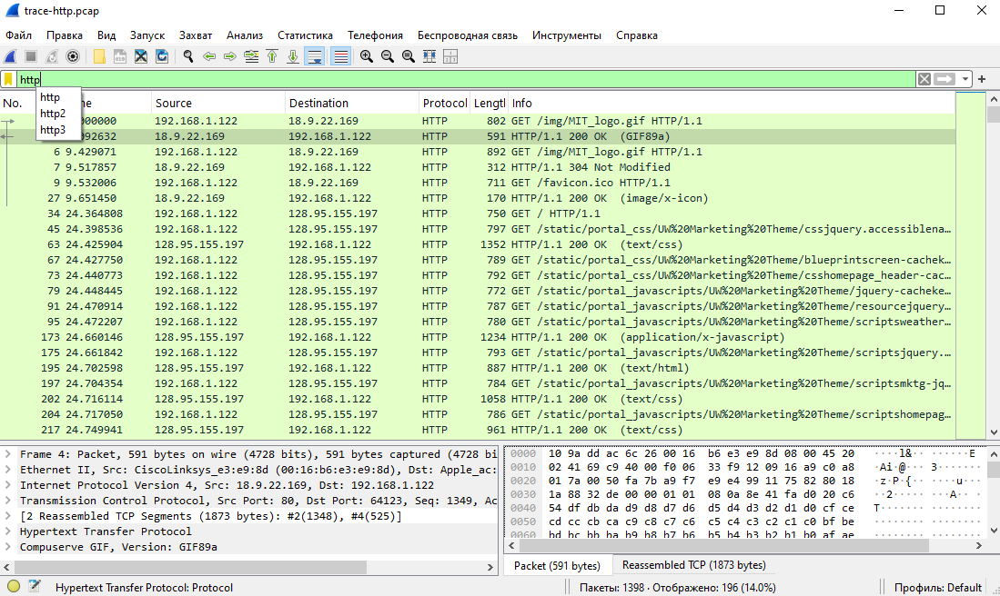 trace-http.pcap
Файл Правка Вид Запуск Захват Анализ Статистика Телефония Беспроводная связь Инструменты Справка
http
http
http2
http3
No. me Source Destination Protocol Lengtl Info
000000 192.168.1.122 18.9.22.169 HTTP 802 GET /img/MIT_logo.gif HTTP/1.1
092632 18.9.22.169 192.168.1.122 HTTP 591 HTTP/1.1 200 OK (GIF89a)
6 9.429071 192.168.1.122 18.9.22.169 HTTP 892 GET /img/MIT_logo.gif HTTP/1.1
7 9.517857 18.9.22.169 192.168.1.122 HTTP 312 HTTP/1.1 304 Not Modified
9 9.532006 192.168.1.122 18.9.22.169 HTTP 711 GET /favicon.ico HTTP/1.1
27 9.651450 18.9.22.169 192.168.1.122 HTTP 170 HTTP/1.1 200 OK (image/x-icon)
34 24.364808 192.168.1.122 128.95.155.197 HTTP 750 GET / HTTP/1.1
45 24.398536 192.168.1.122 128.95.155.197 HTTP 797 GET /static/portal_css/UW%20Marketing%20Theme/cssjquery.accessiblena…
63 24.425904 128.95.155.197 192.168.1.122 HTTP 1352 HTTP/1.1 200 OK (text/css)
67 24.427750 192.168.1.122 128.95.155.197 HTTP 789 GET /static/portal_css/UW%20Marketing%20Theme/blueprintscreen-cachek…
73 24.440773 192.168.1.122 128.95.155.197 HTTP 792 GET /static/portal_css/UW%20Marketing%20Theme/csshomepage_header-cac…
79 24.448445 192.168.1.122 128.95.155.197 HTTP 772 GET /static/portal_javascripts/UW%20Marketing%20Theme/jquery-cacheke…
91 24.470914 192.168.1.122 128.95.155.197 HTTP 787 GET /static/portal_javascripts/UW%20Marketing%20Theme/resourcejquery…
95 24.472207 192.168.1.122 128.95.155.197 HTTP 780 GET /static/portal_javascripts/UW%20Marketing%20Theme/scriptsweather…
173 24.660146 128.95.155.197 192.168.1.122 HTTP 1234 HTTP/1.1 200 OK (application/x-javascript)
175 24.661842 192.168.1.122 128.95.155.197 HTTP 793 GET /static/portal_javascripts/UW%20Marketing%20Theme/scriptsjquery.…
195 24.702598 128.95.155.197 192.168.1.122 HTTP 887 HTTP/1.1 200 OK (text/html)
197 24.704354 192.168.1.122 128.95.155.197 HTTP 784 GET /static/portal_javascripts/UW%20Marketing%20Theme/scriptsmktg-jq…
202 24.716114 128.95.155.197 192.168.1.122 HTTP 1058 HTTP/1.1 200 OK (text/css)
204 24.717050 192.168.1.122 128.95.155.197 HTTP 786 GET /static/portal_javascripts/UW%20Marketing%20Theme/scriptshomepag…
217 24.749941 128.95.155.197 192.168.1.122 HTTP 961 HTTP/1.1 200 OK (text/css)
Frame 4: Packet, 591 bytes on wire (4728 bits), 591 bytes captured (4728 bi
Ethernet II, Src: CiscoLinksys_e3:e9:8d (00:16:b6:e3:e9:8d), Dst: Apple_ac:
Internet Protocol Version 4, Src: 18.9.22.169, Dst: 192.168.1.122
Transmission Control Protocol, Src Port: 80, Dst Port: 64123, Seq: 1349, Ac
[2 Reassembled TCP Segments (1873 bytes): #2(1348), #4(525)]
Hypertext Transfer Protocol
Compuserve GIF, Version: GIF89a
0000 10 9a dd ac 6c 26 00 16 b6 e3 e9 8d 08 00 45 20 ····l& ········E
0010 02 41 69 c9 40 00 f0 06 33 f9 12 09 16 a9 c0 a8 ·Ai·@··· 3·······
0020 01 7a 00 50 fa 7b a9 f7 e9 e4 99 11 75 82 80 18 ·z·P·{·· ····u···
0030 1a 88 32 de 00 00 01 01 08 0a 8e 41 fa d0 20 c6 ··2····· ···A·· ·
0040 54 df db da d9 d8 d7 d6 d5 d4 d3 d2 d1 d0 cf ce T······· ········
0050 cd cc cb ca c9 c8 c7 c6 c5 c4 c3 c2 c1 c0 bf be ········ ········
0060 bd bc bb ba b9 b8 b7 b6 b5 b4 b3 b2 b1 b0 af ae
Packet (591 bytes) Reassembled TCP (1873 bytes)
Hypertext Transfer Protocol: Protocol Пакеты: 1398 · Отображено: 196 (14.0%) Профиль: Default